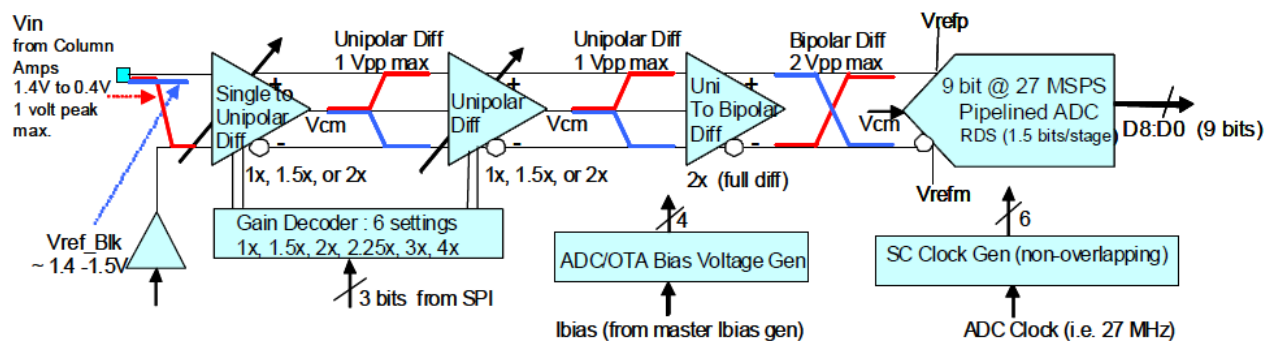 Vin
from Column
Amps
1.4V to 0.4V
1 volt peak
max.
Vref_Blk
~ 1.4 -1.5V
Single to
Unipolar
Diff
+
-
1x, 1.5x, or 2x
Unipolar Diff
1 Vpp max
Vcm
Unipolar
Diff
+
-
1x, 1.5x, or 2x
Gain Decoder : 6 settings
1x, 1.5x, 2x, 2.25x, 3x, 4x
3 bits from SPI
Unipolar Diff
1 Vpp max
Vcm
Uni
To Bipolar
Diff
+
-
2x (full diff)
4
ADC/OTA Bias Voltage Gen
Ibias (from master Ibias gen)
Bipolar Diff
2 Vpp max
Vcm
Vrefp
9 bit @ 27 MSPS
Pipelined ADC
RDS (1.5 bits/stage)
Vrefm
D8:D0 (9 bits)
6
SC Clock Gen (non-overlapping)
ADC Clock (i.e. 27 MHz)